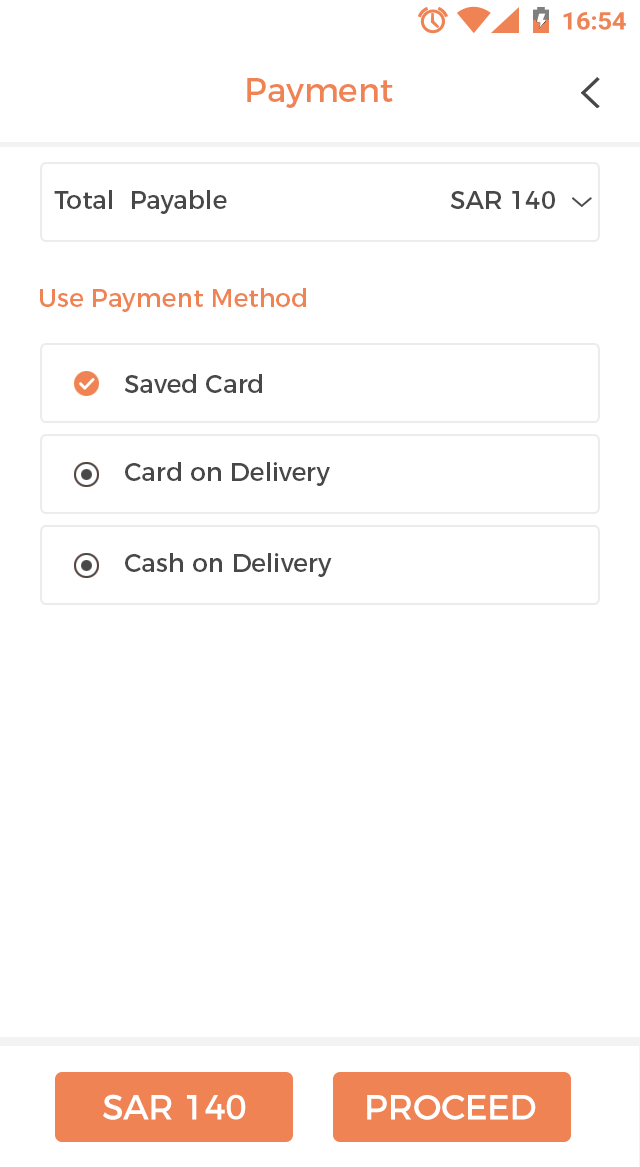 16:54
Payment
Total Payable SAR 140
Use Payment Method
Saved Card
Card on Delivery
Cash on Delivery
SAR 140 PROCEED